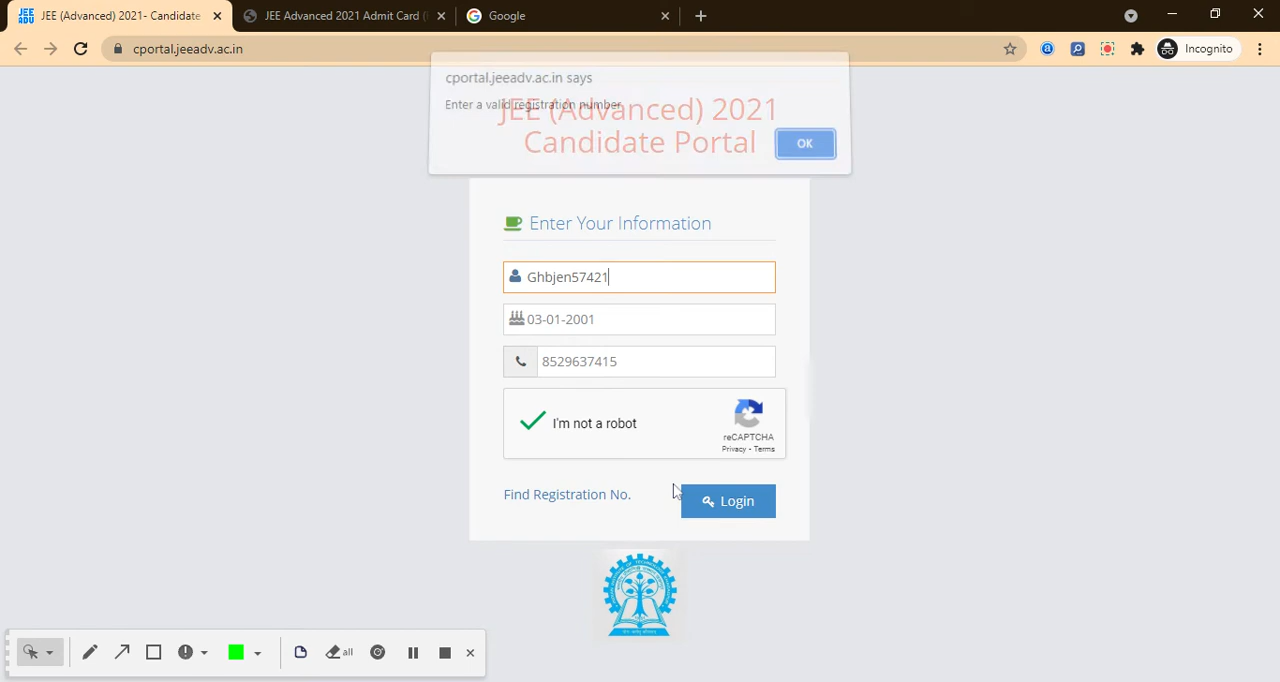 JEE (Advanced) 2021- Candidate
JEE Advanced 2021 Admit Card (
Google
cportal.jeeadv.ac.in
Incognito
cportal.jeeadv.ac.in says
Enter a valid registration number
JEE (Advanced) 2021
Candidate Portal
OK
Enter Your Information
Ghbjen57421
03-01-2001
8529637415
I'm not a robot
reCAPTCHA
Privacy - Terms
Find Registration No.
Login
all